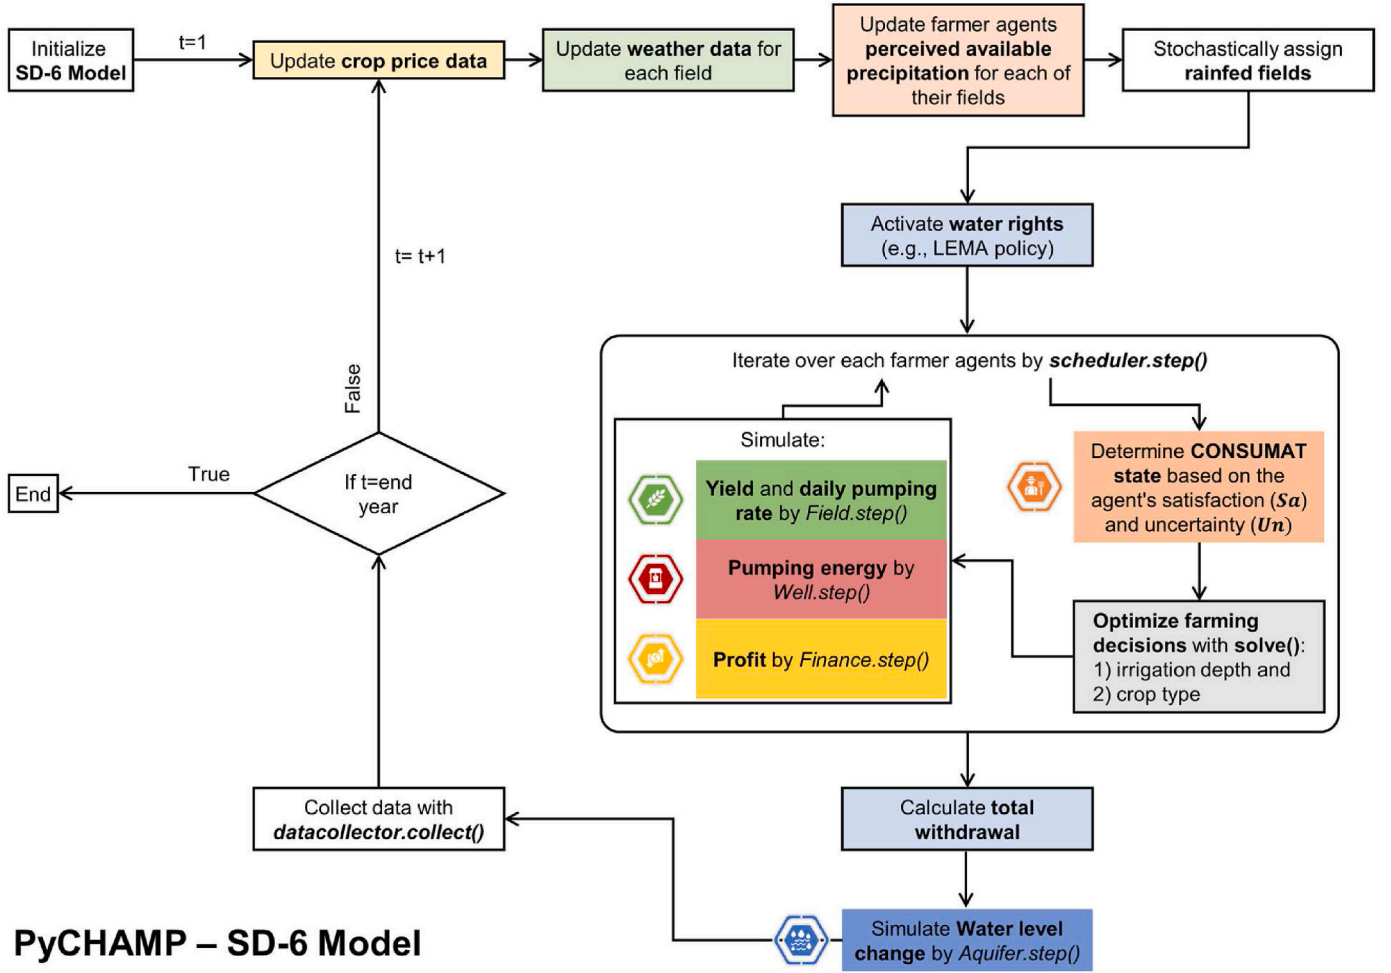 Initialize
SD-6 Model
t=1
Update crop price data
Update weather data for
each field
Update farmer agents
perceived available
precipitation for each of
their fields
Stochastically assign
rainfed fields
Activate water rights
(e.g., LEMA policy)
t= t+1
Iterate over each farmer agents by scheduler.step()
Simulate:
Yield and daily pumping
rate by Field.step()
Pumping energy by
Well.step()
Profit by Finance.step()
Determine CONSUMAT
state based on the
agent's satisfaction (Sa)
and uncertainty (Un)
Optimize farming
decisions with solve():
1) irrigation depth and
2) crop type
False
True
End
If t=end
year
Collect data with
datacollector.collect()
Calculate total
withdrawal
Simulate Water level
change by Aquifer.step()
PyCHAMP – SD-6 Model